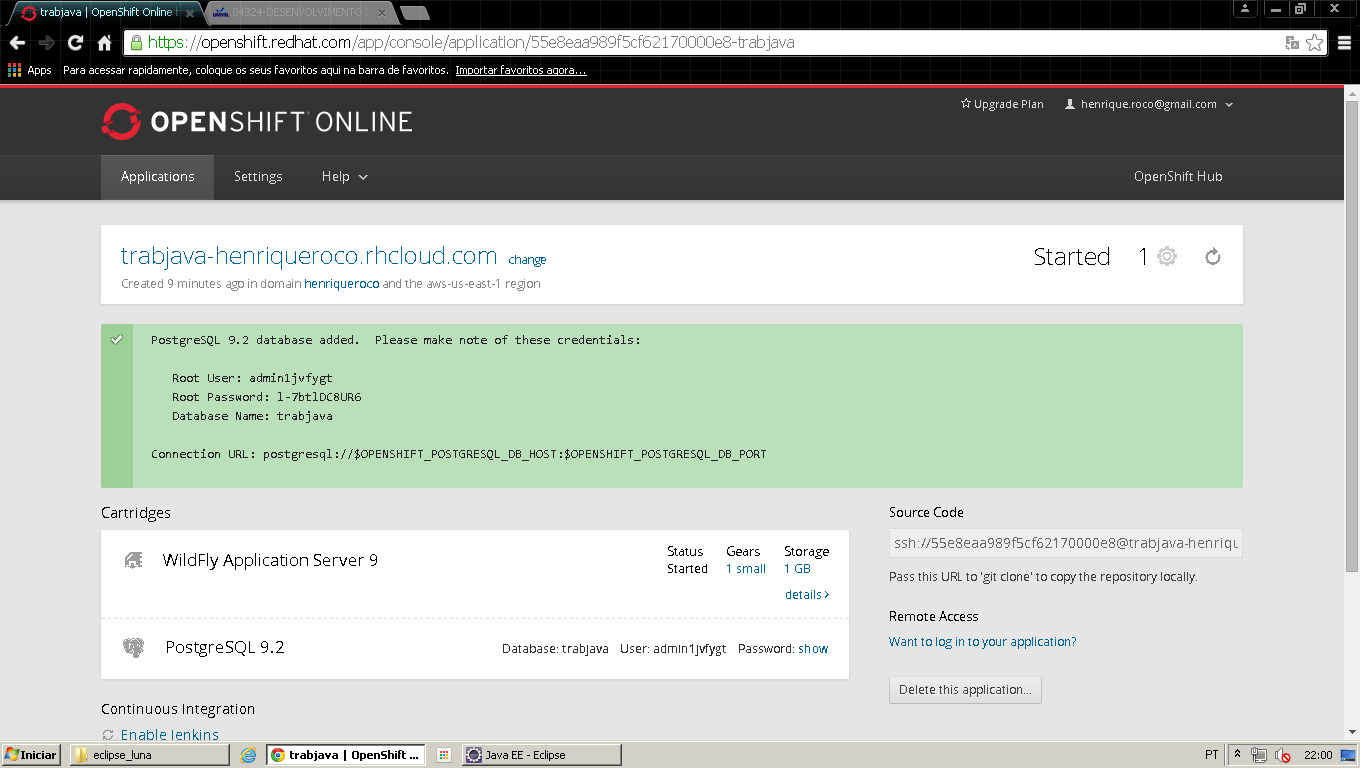 trabjava | OpenShift Online
04324-DESENVOLVIMENTO
https://openshift.redhat.com/app/console/application/55e8eaa989f5cf62170000e8-trabjava
Apps Para acessar rapidamente, coloque os seus favoritos aqui na barra de favoritos. Importar favoritos agora...
OPENSHIFT ONLINE
Upgrade Plan henrique.roco@gmail.com
Applications Settings Help OpenShift Hub
trabjava-henriqueroco.rhcloud.com change
Started 1
Created 9 minutes ago in domain henriqueroco and the aws-us-east-1 region
PostgreSQL 9.2 database added. Please make note of these credentials:
Root User: admin1jvfygt
Root Password: l-7btlDC8UR6
Database Name: trabjava
Connection URL: postgresql://$OPENSHIFT_POSTGRESQL_DB_HOST:$OPENSHIFT_POSTGRESQL_DB_PORT
Cartridges
WildFly Application Server 9
Status Gears Storage
Started 1 small 1 GB
details ›
PostgreSQL 9.2
Database: trabjava User: admin1jvfygt Password: show
Continuous Integration
Enable Jenkins
Source Code
ssh://55e8eaa989f5cf62170000e8@trabjava-henriqu
Pass this URL to 'git clone' to copy the repository locally.
Remote Access
Want to log in to your application?
Delete this application...
Iniciar eclipse_luna trabjava | OpenShift ... Java EE - Eclipse PT 22:00